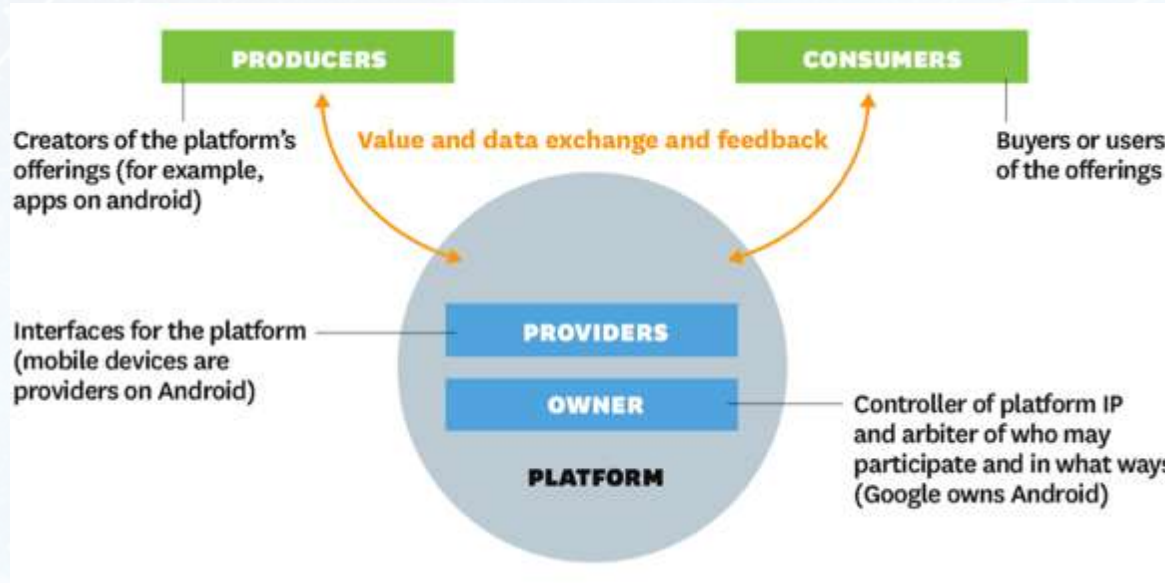 PRODUCERS
CONSUMERS
Creators of the platform's
offerings (for example,
apps on android)
Value and data exchange and feedback
Buyers or users
of the offerings
Interfaces for the platform
(mobile devices are
providers on Android)
PROVIDERS
OWNER
PLATFORM
Controller of platform IP
and arbiter of who may
participate and in what ways
(Google owns Android)